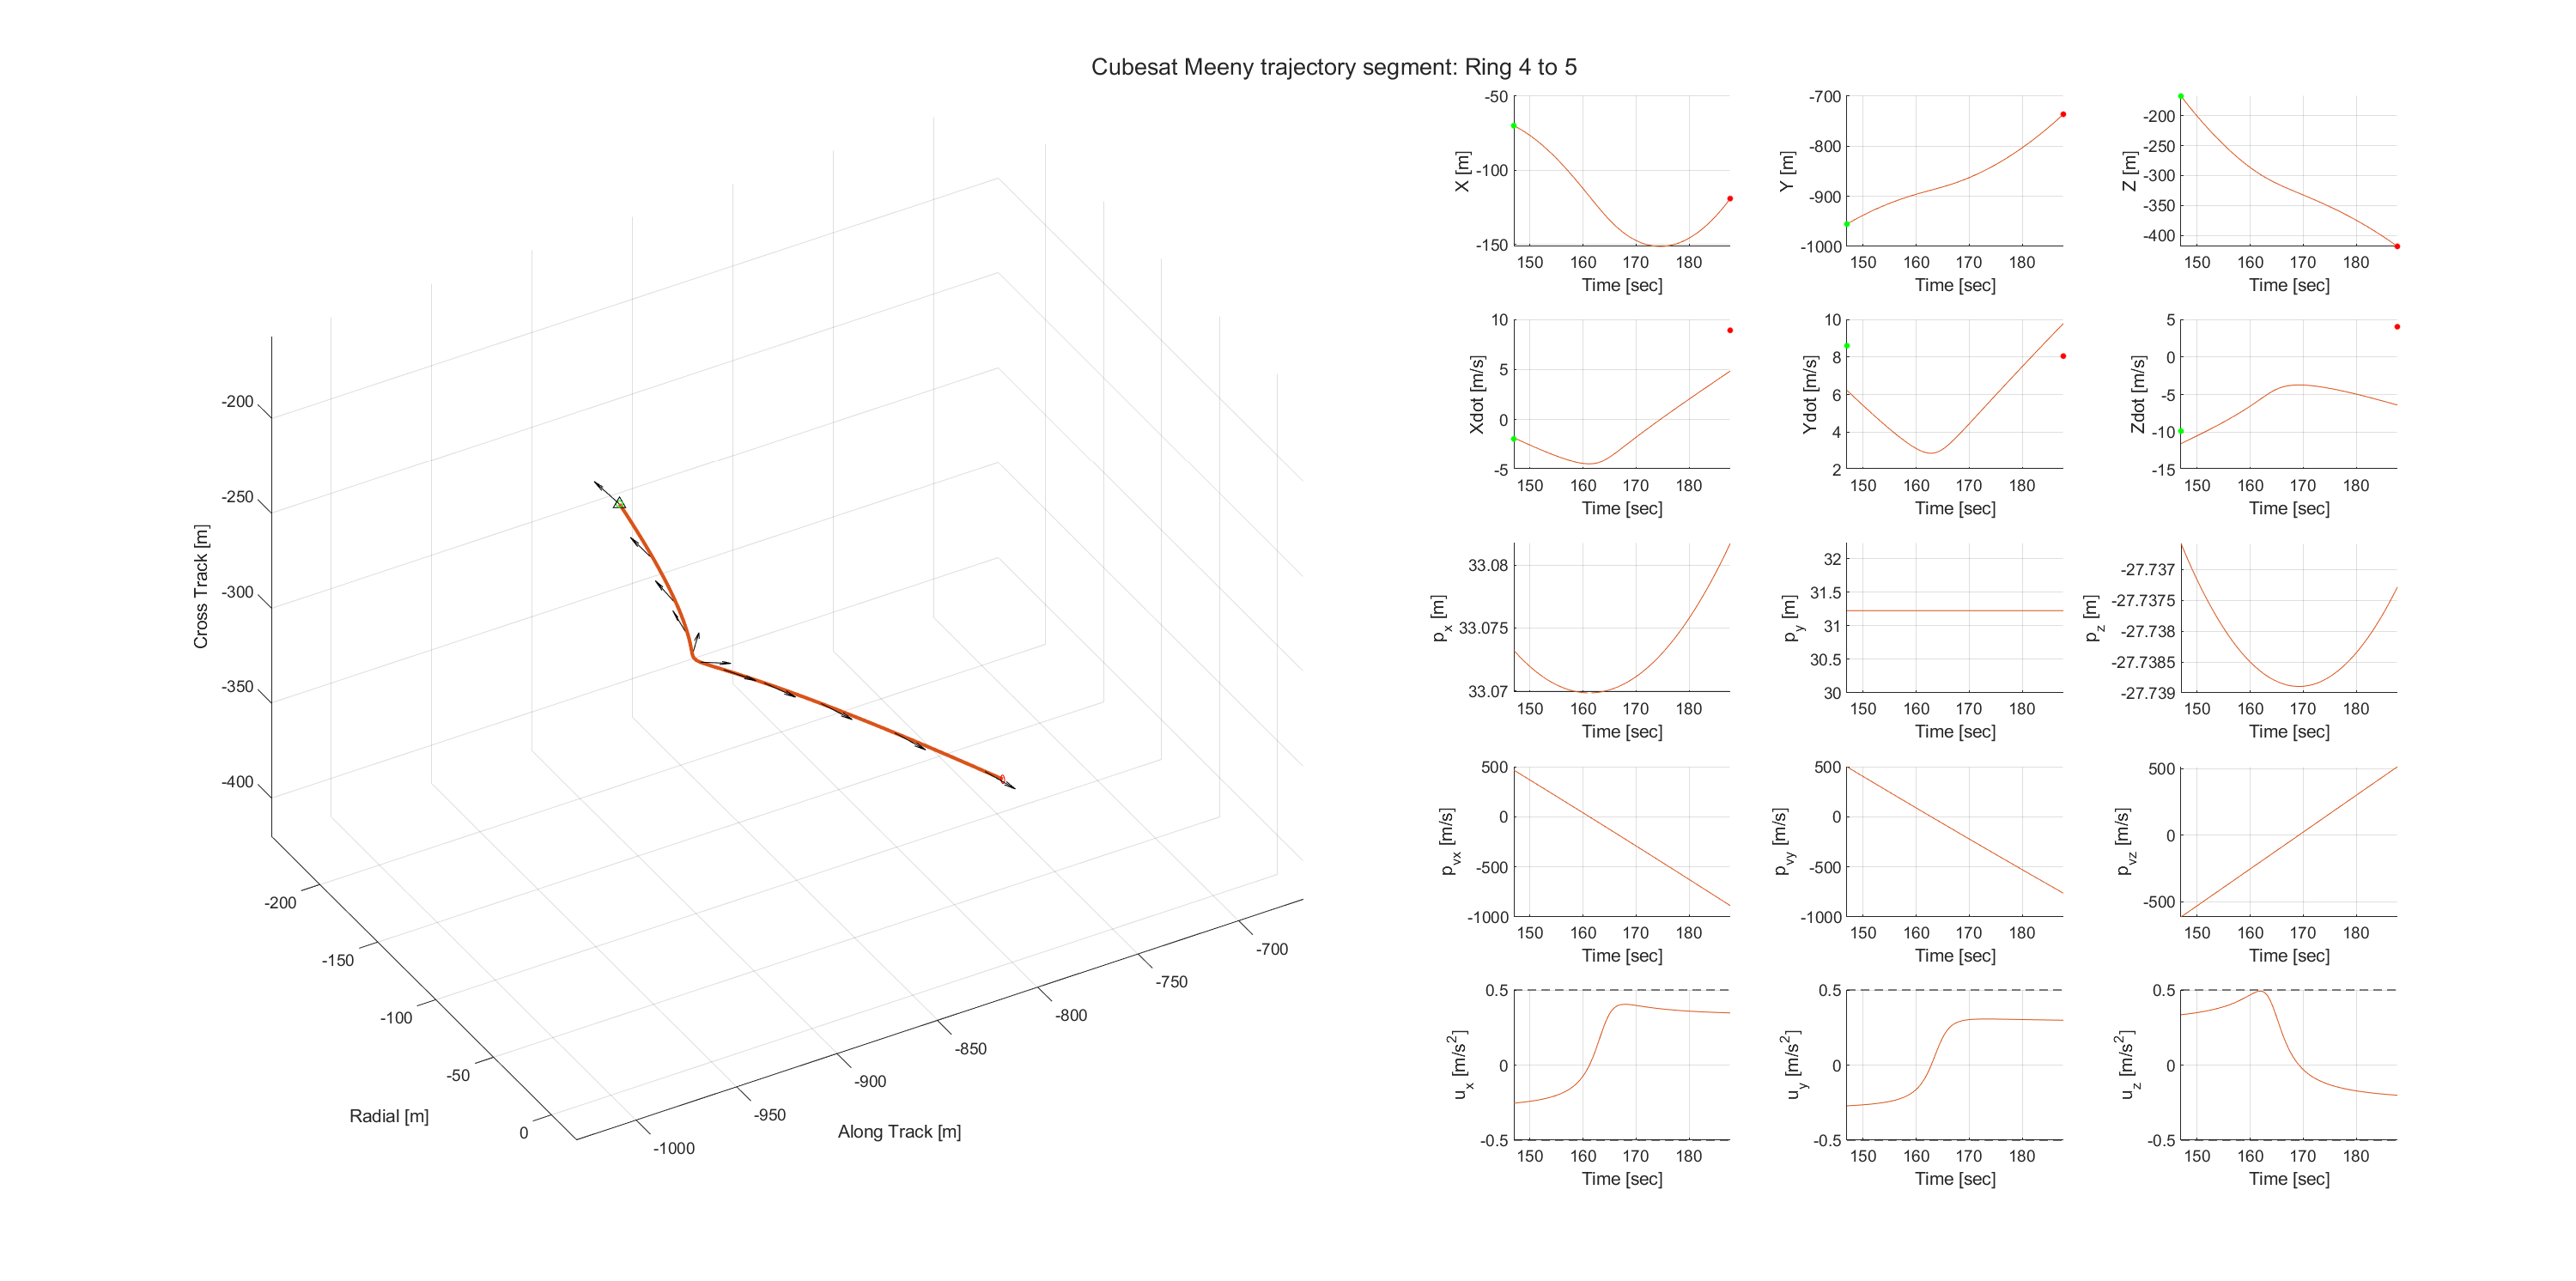 Cubesat Meeny trajectory segment: Ring 4 to 5
-200
-250
-300
-350
-400
Cross Track [m]
-200
-150
-100
-50
0
Radial [m]
-1000
-950
-900
-850
-800
-750
-700
Along Track [m]
-50
-100
-150
X [m]
150 160 170 180
Time [sec]
-700
-800
-900
-1000
Y [m]
150 160 170 180
Time [sec]
-200
-250
-300
-350
-400
Z [m]
150 160 170 180
Time [sec]
10
5
0
-5
Xdot [m/s]
150 160 170 180
Time [sec]
10
8
6
4
2
Ydot [m/s]
150 160 170 180
Time [sec]
5
0
-5
-10
-15
Zdot [m/s]
150 160 170 180
Time [sec]
33.08
33.075
33.07
p_x [m]
150 160 170 180
Time [sec]
32
31.5
31
30.5
30
p_y [m]
150 160 170 180
Time [sec]
-27.737
-27.7375
-27.738
-27.7385
-27.739
p_z [m]
150 160 170 180
Time [sec]
500
0
-500
-1000
p_vx [m/s]
150 160 170 180
Time [sec]
500
0
-500
-1000
p_vy [m/s]
150 160 170 180
Time [sec]
500
0
-500
p_vz [m/s]
150 160 170 180
Time [sec]
0.5
0
-0.5
u_x [m/s²]
150 160 170 180
Time [sec]
0.5
0
-0.5
u_y [m/s²]
150 160 170 180
Time [sec]
0.5
0
-0.5
u_z [m/s²]
150 160 170 180
Time [sec]